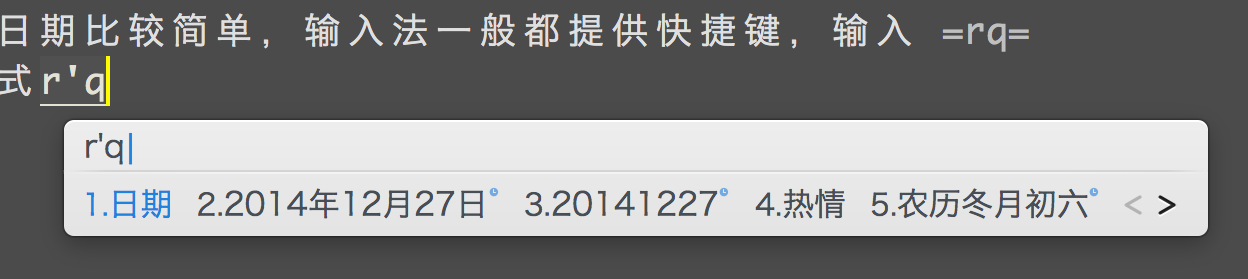 日期比较简单，输入法一般都提供快捷键，输入 =rq=
式r'q
r'q
1.日期 2.2014年12月27日 3.20141227 4.热情 5.农历冬月初六 < >